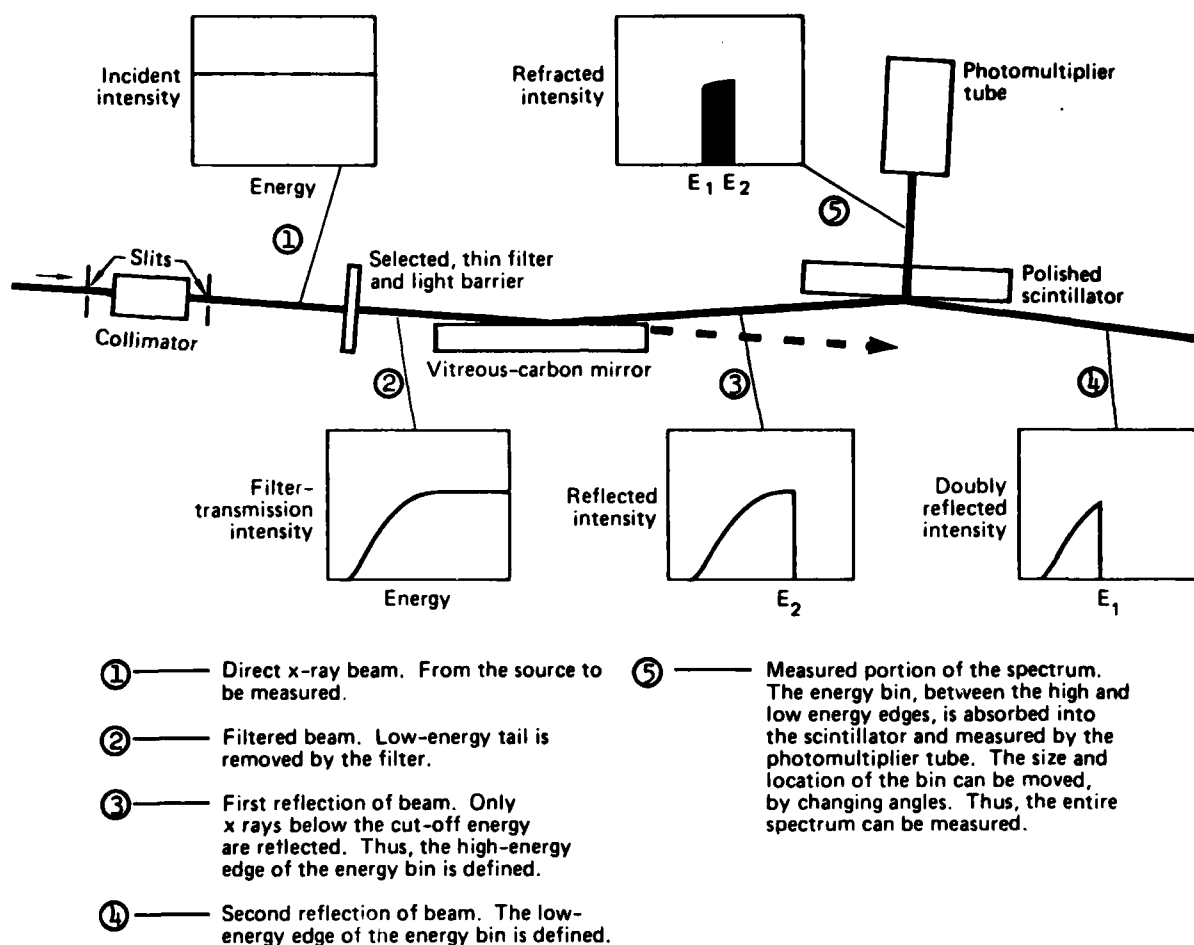 Incident
intensity
Energy
①
Refracted
intensity
E1 E2
⑤
Photomultiplier
tube
Slits
Collimator
Selected, thin filter
and light barrier
Polished
scintillator
Vitreous-carbon mirror
②
③
④
Filter-
transmission
intensity
Energy
Reflected
intensity
E2
Doubly
reflected
intensity
E1
① Direct x-ray beam. From the source to
be measured.
② Filtered beam. Low-energy tail is
removed by the filter.
③ First reflection of beam. Only
x rays below the cut-off energy
are reflected. Thus, the high-energy
edge of the energy bin is defined.
④ Second reflection of beam. The low-
energy edge of the energy bin is defined.
⑤ Measured portion of the spectrum.
The energy bin, between the high and
low energy edges, is absorbed into
the scintillator and measured by the
photomultiplier tube. The size and
location of the bin can be moved,
by changing angles. Thus, the entire
spectrum can be measured.